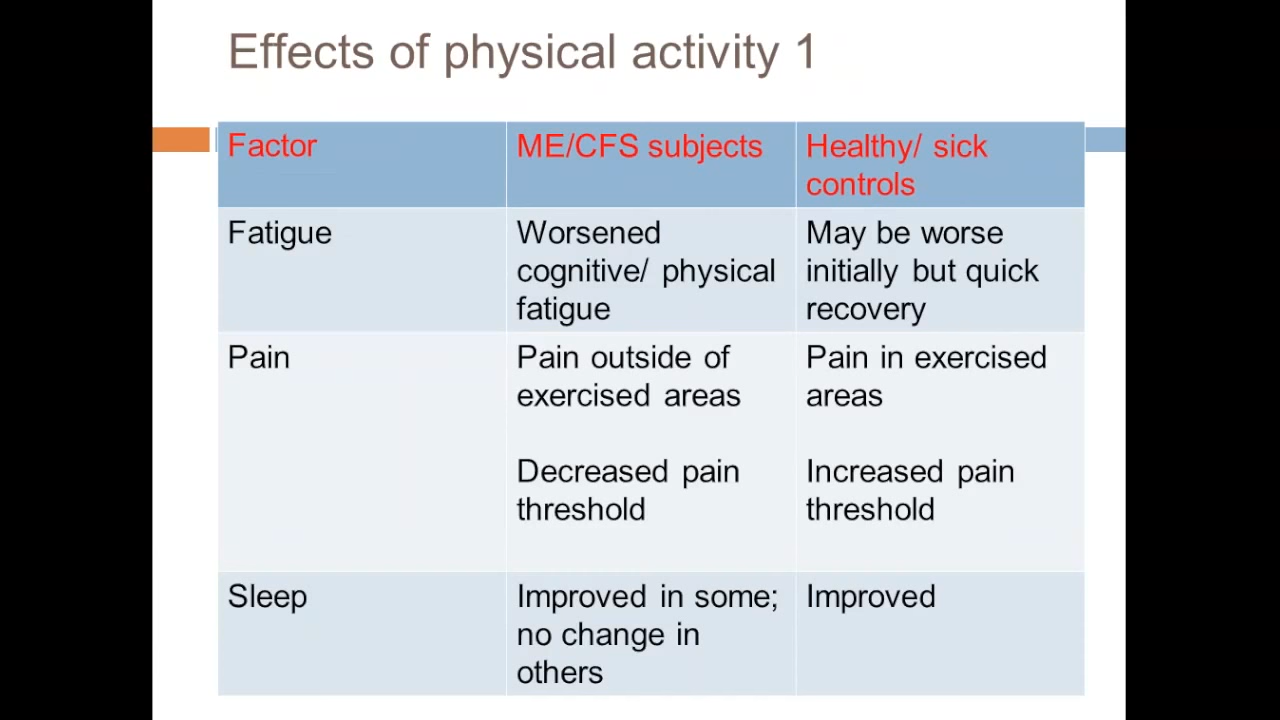 Effects of physical activity 1
Factor
ME/CFS subjects
Healthy/ sick
controls
Fatigue
Worsened
cognitive/ physical
fatigue
May be worse
initially but quick
recovery
Pain
Pain outside of
exercised areas
Decreased pain
threshold
Pain in exercised
areas
Increased pain
threshold
Sleep
Improved in some;
no change in
others
Improved